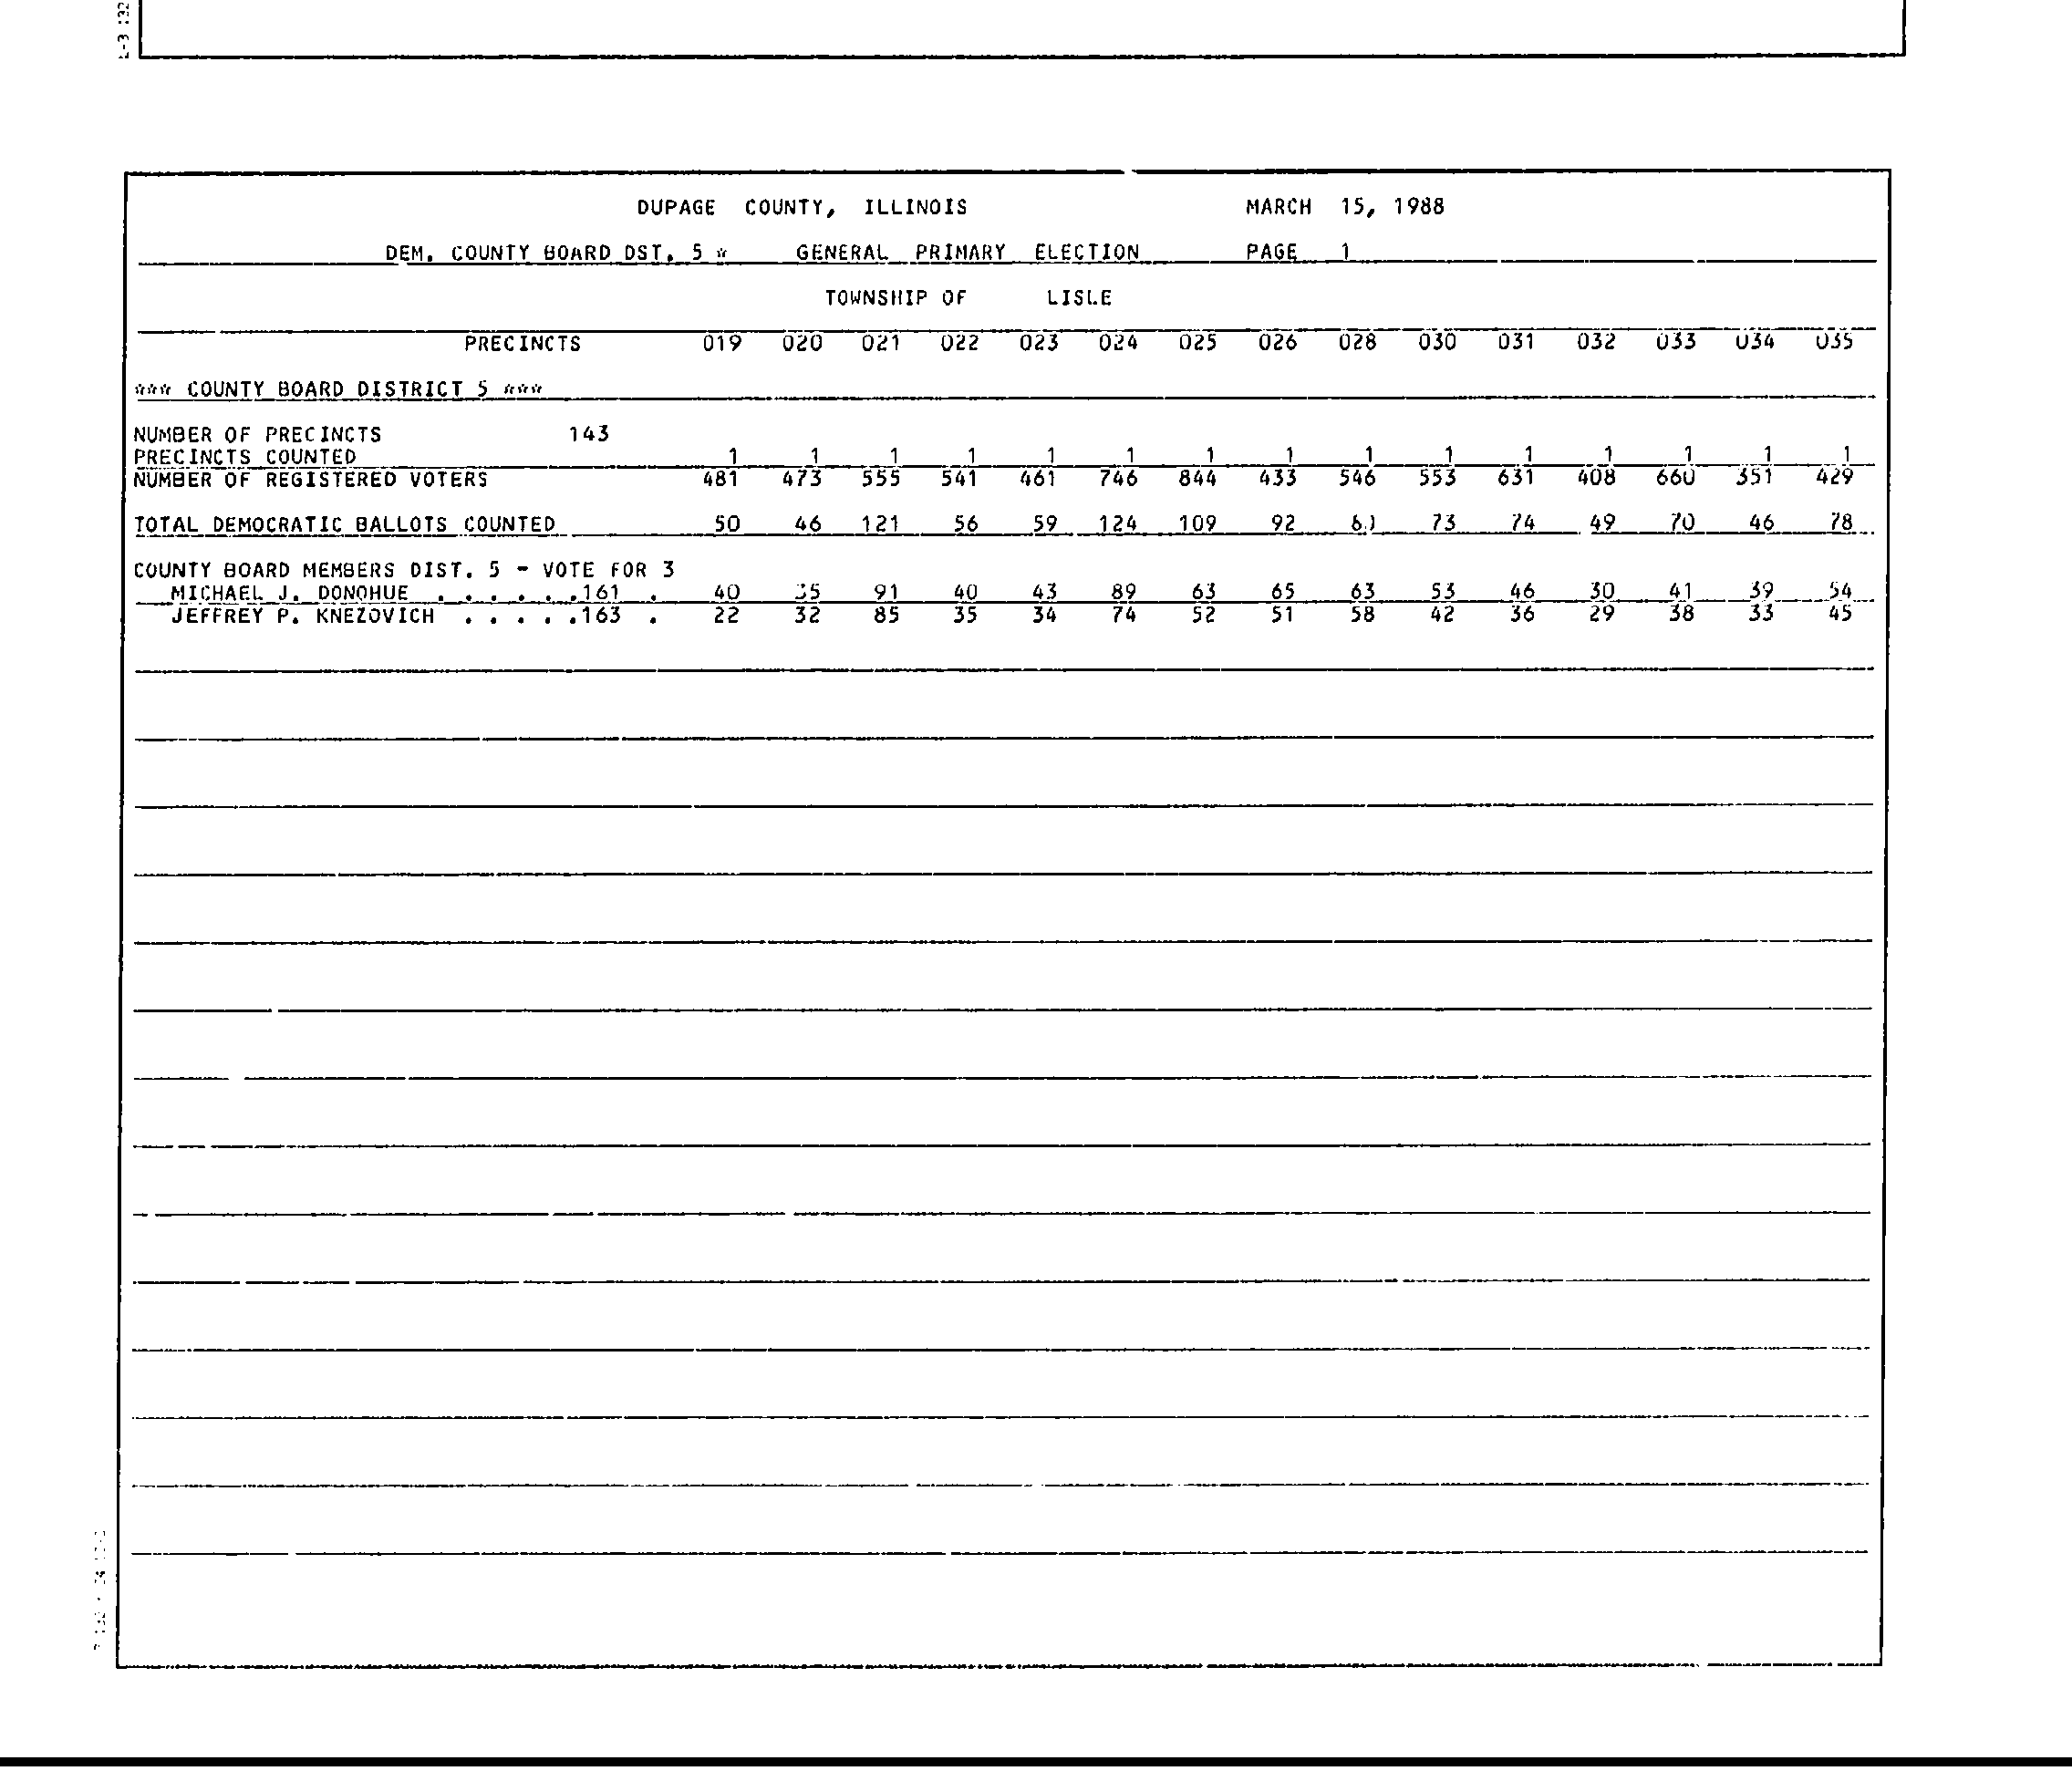 DUPAGE COUNTY, ILLINOIS MARCH 15, 1988
DEM. COUNTY BOARD DST. 5 * GENERAL PRIMARY ELECTION PAGE 1
TOWNSHIP OF LISLE
PRECINCTS 019 020 021 022 023 024 025 026 028 030 031 032 033 034 035
*** COUNTY BOARD DISTRICT 5 ***
NUMBER OF PRECINCTS 143
PRECINCTS COUNTED 1 1 1 1 1 1 1 1 1 1 1 1 1 1 1
NUMBER OF REGISTERED VOTERS 481 473 555 541 461 746 844 433 546 553 631 408 660 351 429
TOTAL DEMOCRATIC BALLOTS COUNTED 50 46 121 56 59 124 109 92 73 74 49 70 46 78
COUNTY BOARD MEMBERS DIST. 5 - VOTE FOR 3
MICHAEL J. DONOHUE . . . . . .161 . 40 35 91 40 43 89 63 65 63 53 46 30 41 39 54
JEFFREY P. KNEZOVICH . . . . .163 . 22 32 85 35 34 74 52 51 58 42 36 29 38 33 45